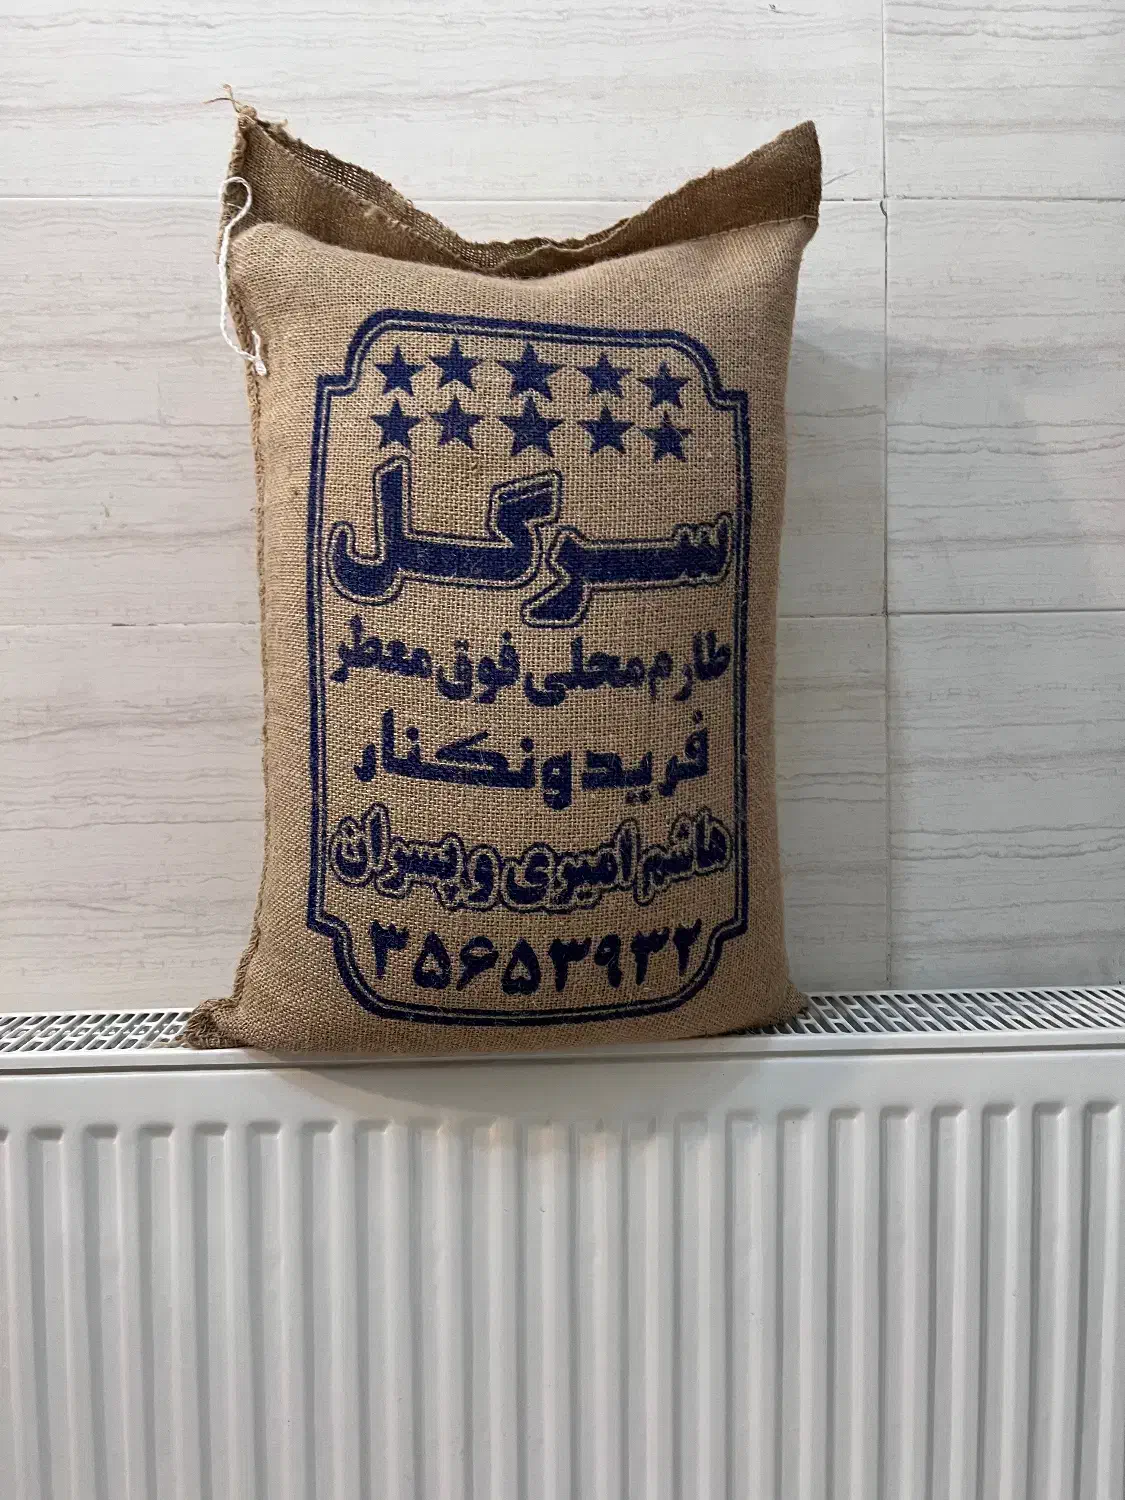 سرگل
طارم محلی فوق معطر
فریدونکنار
هاشم امیری و پسران
۳۵۶۵۳۹۳۲